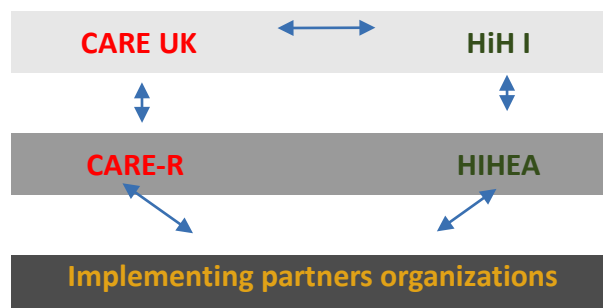 CARE UK HiH I
CARE-R HIHEA
Implementing partners organizations